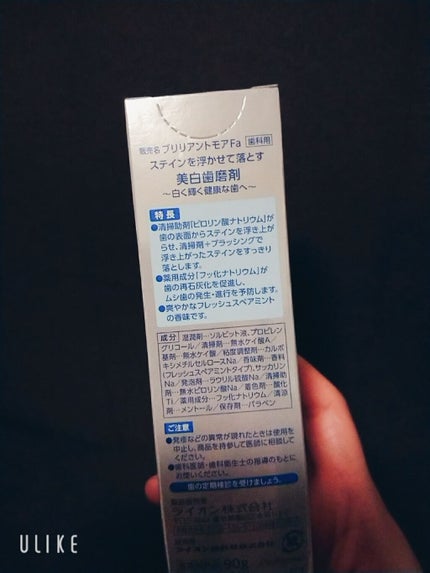 販売名 ブリリアントモアFa 歯科用
ステインを浮かせて落とす
美白歯磨剤
～白く輝く健康な歯へ～
特長
●清掃助剤「ピロリン酸ナトリウム」が
歯の表面からステインを浮き上が
らせ、清掃剤+ブラッシングで
浮き上がったステインをすっきり
落とします。
●薬用成分「フッ化ナトリウム」が
歯の再石灰化を促進し、
ムシ歯の発生・進行を予防します。
●爽やかなフレッシュスペアミント
の香味です。
成分 湿潤剤…ソルビット液、プロピレン
グリコール/清掃剤…無水ケイ酸A/
基剤…無水ケイ酸/粘度調整剤…カルボ
キシメチルセルロースNa/香味剤…香料
(フレッシュスペアミントタイプ)、サッカリン
Na/発泡剤…ラウリル硫酸Na/清掃助
剤…無水ピロリン酸Na/着色剤…酸化
Ti/薬用成分…フッ化ナトリウム/清涼
剤…メントール/保存剤…パラベン
ご注意
●発疹などの異常が現れたときは使用を
中止し、商品を持参して医師に相談して
ください。
●歯科医師・歯科衛生士の指導のもとに
お使いください。
歯の定期検診を受けましょう。
ライオン株式会社
90g
ULIKE